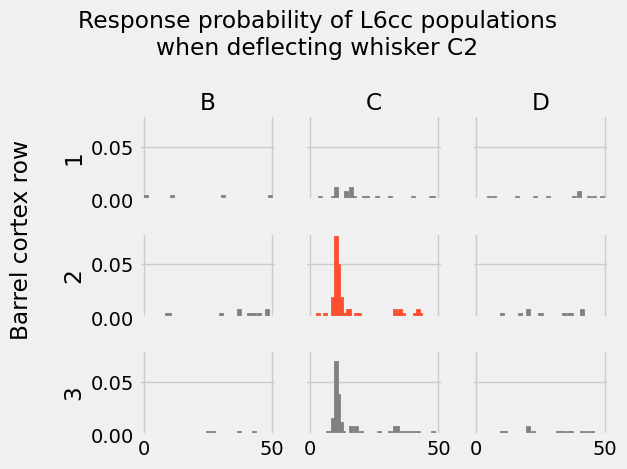 Response probability of L6cc populations
when deflecting whisker C2
B C D
Barrel cortex row
1
0.05
0.00
2
0.05
0.00
3
0.05
0.00
0 50 0 50 0 50